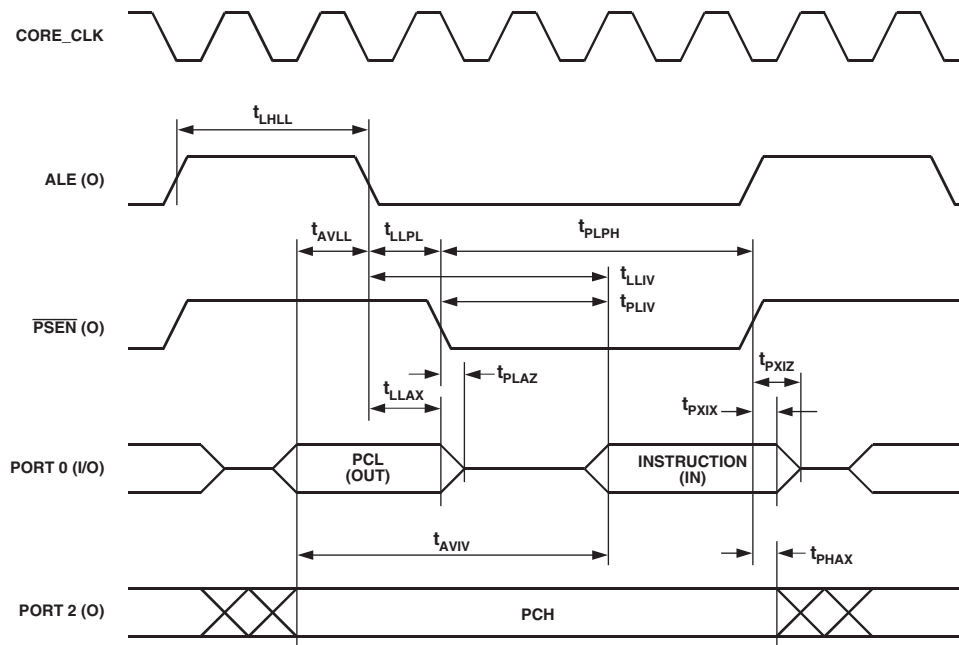 CORE_CLK
tLHLL
ALE (O)
tAVLL
tLLPL
tPLPH
tLLIV
tPLIV
PSEN (O)
tPXIZ
tPLAZ
tLLAX
tPXIX
PORT 0 (I/O)
PCL
(OUT)
INSTRUCTION
(IN)
tAVIV
tPHAX
PORT 2 (O)
PCH